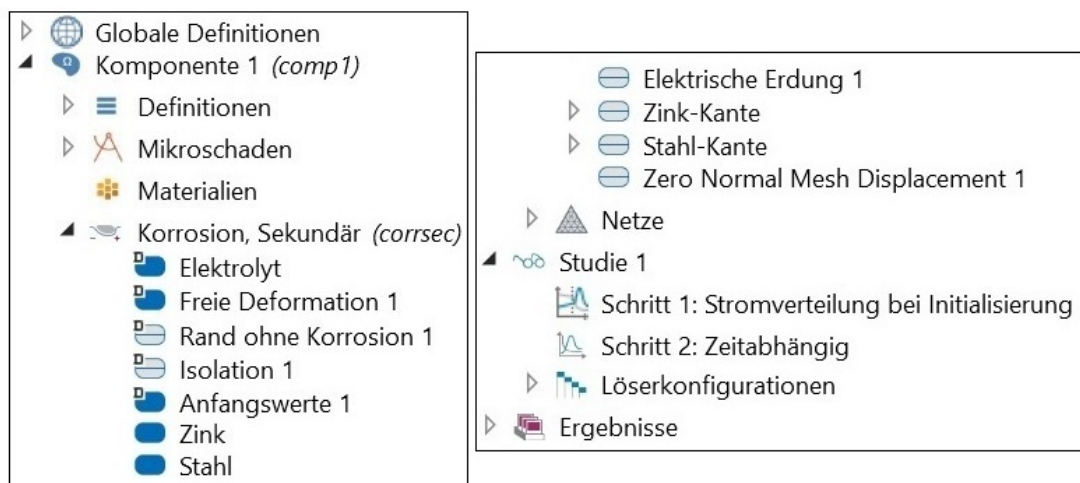 Globale Definitionen
Komponente 1 (comp1)
Definitionen
Mikroschaden
Materialien
Korrosion, Sekundär (corrsec)
Elektrolyt
Freie Deformation 1
Rand ohne Korrosion 1
Isolation 1
Anfangswerte 1
Zink
Stahl
Elektrische Erdung 1
Zink-Kante
Stahl-Kante
Zero Normal Mesh Displacement 1
Netze
Studie 1
Schritt 1: Stromverteilung bei Initialisierung
Schritt 2: Zeitabhängig
Löserkonfigurationen
Ergebnisse